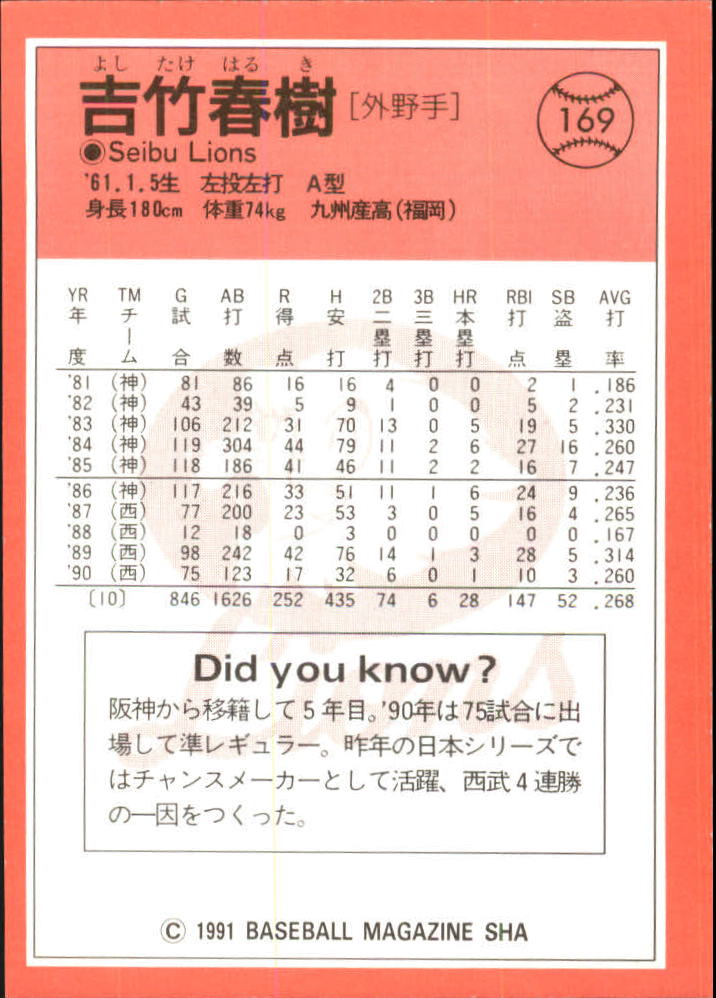 よし たけ はる き
吉竹春樹 [外野手]
169
Seibu Lions
'61.1.5生 左投左打 A型
身長180cm 体重74kg 九州産高(福岡)
YR TM G AB R H 2B 3B HR RBI SB AVG
年度 チーム 試合 打数 得点 安打 二塁打 三塁打 本塁打 打点 盗塁 打率
'81 (神) 81 86 16 16 4 0 0 2 1 .186
'82 (神) 43 39 5 9 1 0 0 5 2 .231
'83 (神) 106 212 31 70 13 0 5 19 5 .330
'84 (神) 119 304 44 79 11 2 6 27 16 .260
'85 (神) 118 186 41 46 11 2 2 16 7 .247
'86 (神) 117 216 33 51 11 1 6 24 9 .236
'87 (西) 77 200 23 53 3 0 5 16 4 .265
'88 (西) 12 18 0 3 0 0 0 0 0 .167
'89 (西) 98 242 42 76 14 1 3 28 5 .314
'90 (西) 75 123 17 32 6 0 1 10 3 .260
〔10〕 846 1626 252 435 74 6 28 147 52 .268
Did you know?
阪神から移籍して5年目。'90年は75試合に出
場して準レギュラー。昨年の日本シリーズで
はチャンスメーカーとして活躍、西武4連勝
の一因をつくった。
© 1991 BASEBALL MAGAZINE SHA
Lions